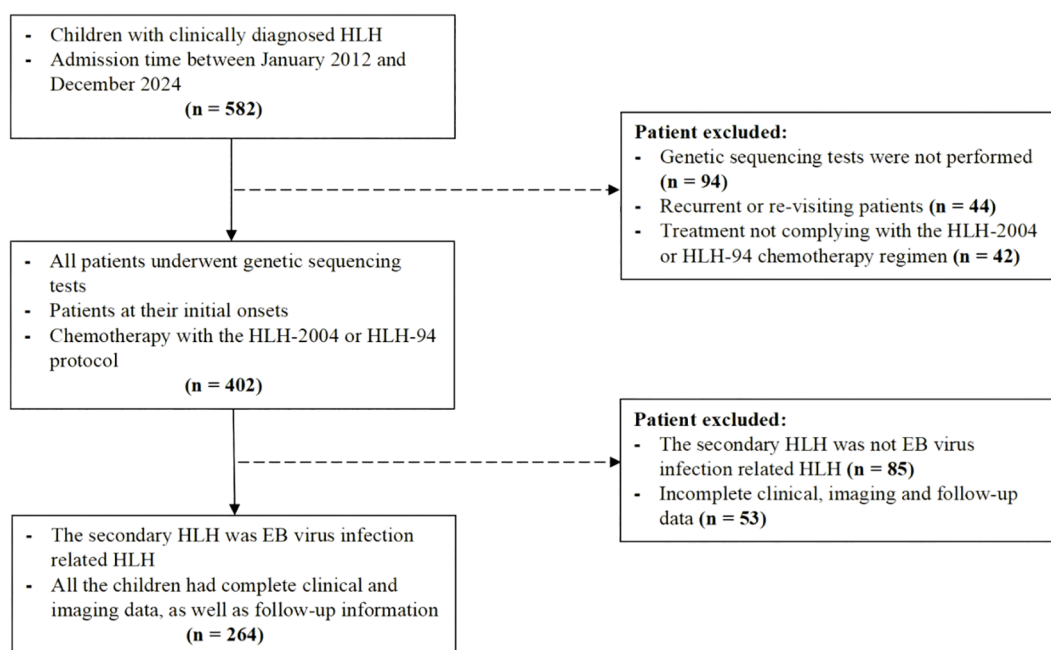 - Children with clinically diagnosed HLH
- Admission time between January 2012 and
December 2024
(n = 582)
Patient excluded:
- Genetic sequencing tests were not performed
(n = 94)
- Recurrent or re-visiting patients (n = 44)
- Treatment not complying with the HLH-2004
or HLH-94 chemotherapy regimen (n = 42)
- All patients underwent genetic sequencing
tests
- Patients at their initial onsets
- Chemotherapy with the HLH-2004 or HLH-94
protocol
(n = 402)
Patient excluded:
- The secondary HLH was not EB virus
infection related HLH (n = 85)
- Incomplete clinical, imaging and follow-up
data (n = 53)
- The secondary HLH was EB virus infection
related HLH
- All the children had complete clinical and
imaging data, as well as follow-up information
(n = 264)